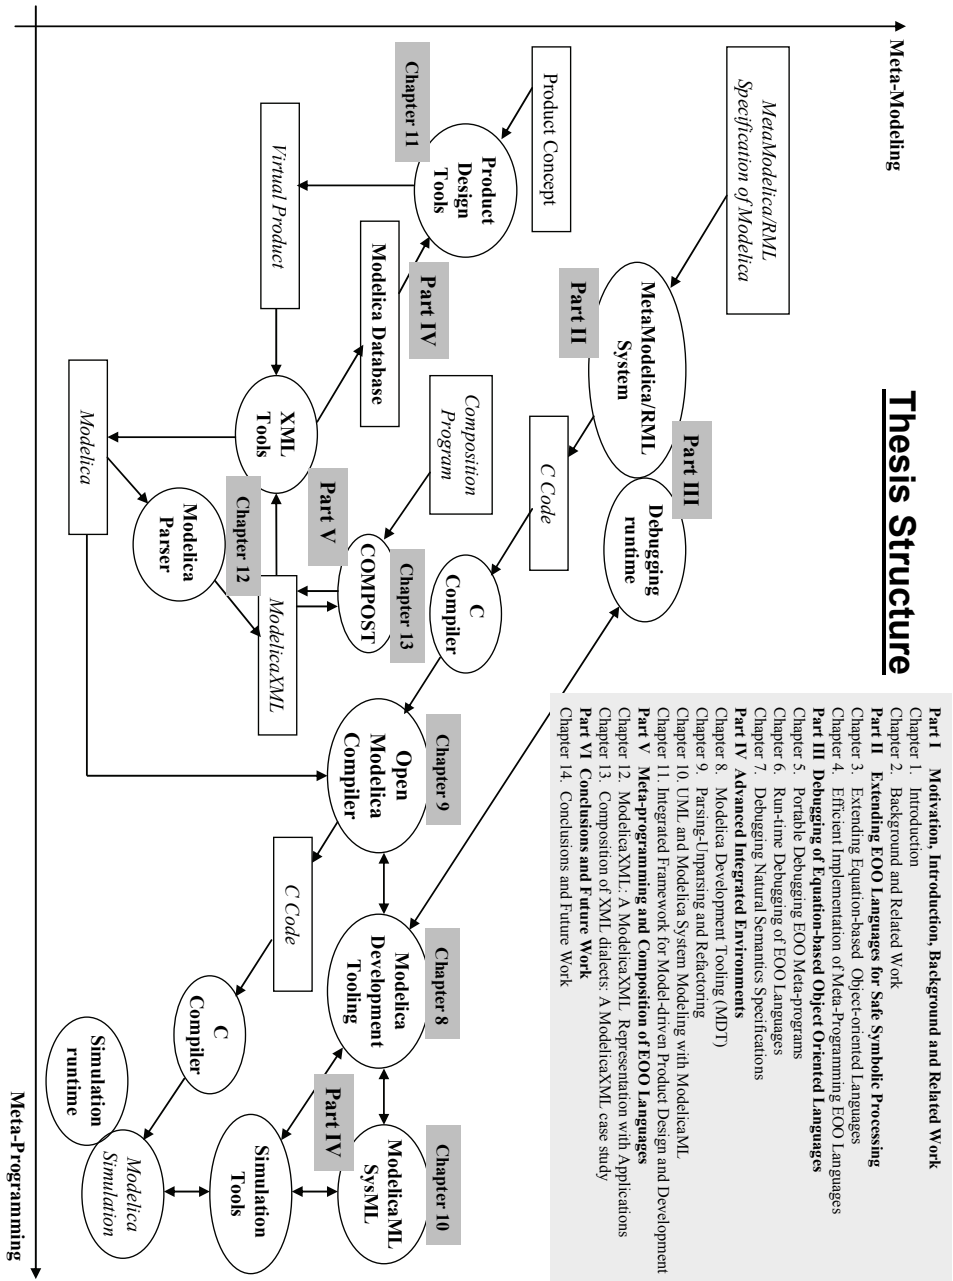 Thesis Structure
Meta-Modeling
MetaModelica/RML
Specification of Modelica
MetaModelica/RML
System
Part II
Debugging
runtime
Part III
Product Concept
Product
Design
Tools
Chapter 11
Part IV
Modelica Database
Virtual Product
C Code
C
Compiler
Composition
Program
COMPOST
Chapter 13
Part V
XML
Tools
Chapter 12
ModelicaXML
Modelica
Parser
Modelica
Open
Modelica
Compiler
Chapter 9
Modelica
Development
Tooling
Chapter 8
ModelicaML
SysML
Chapter 10
Part IV
C Code
C
Compiler
Simulation
Tools
Simulation
runtime
Modelica
Simulation
Meta-Programming
Part I Motivation, Introduction, Background and Related Work
Chapter 1. Introduction
Chapter 2. Background and Related Work
Part II Extending EOO Languages for Safe Symbolic Processing
Chapter 3. Extending Equation-based Object-oriented Languages
Chapter 4. Efficient Implementation of Meta-Programming EOO Languages
Part III Debugging of Equation-based Object Oriented Languages
Chapter 5. Portable Debugging EOO Meta-programs
Chapter 6. Run-time Debugging of EOO Languages
Chapter 7. Debugging Natural Semantics Specifications
Part IV Advanced Integrated Environments
Chapter 8. Modelica Development Tooling (MDT)
Chapter 9. Parsing-Unparsing and Refactoring
Chapter 10. UML and Modelica System Modeling with ModelicaML
Chapter 11. Integrated Framework for Model-driven Product Design and Development
Part V Meta-programming and Composition of EOO Languages
Chapter 12. ModelicaXML: A ModelicaXML Representation with Applications
Chapter 13. Composition of XML dialects: A ModelicaXML case study
Part VI Conclusions and Future Work
Chapter 14. Conclusions and Future Work